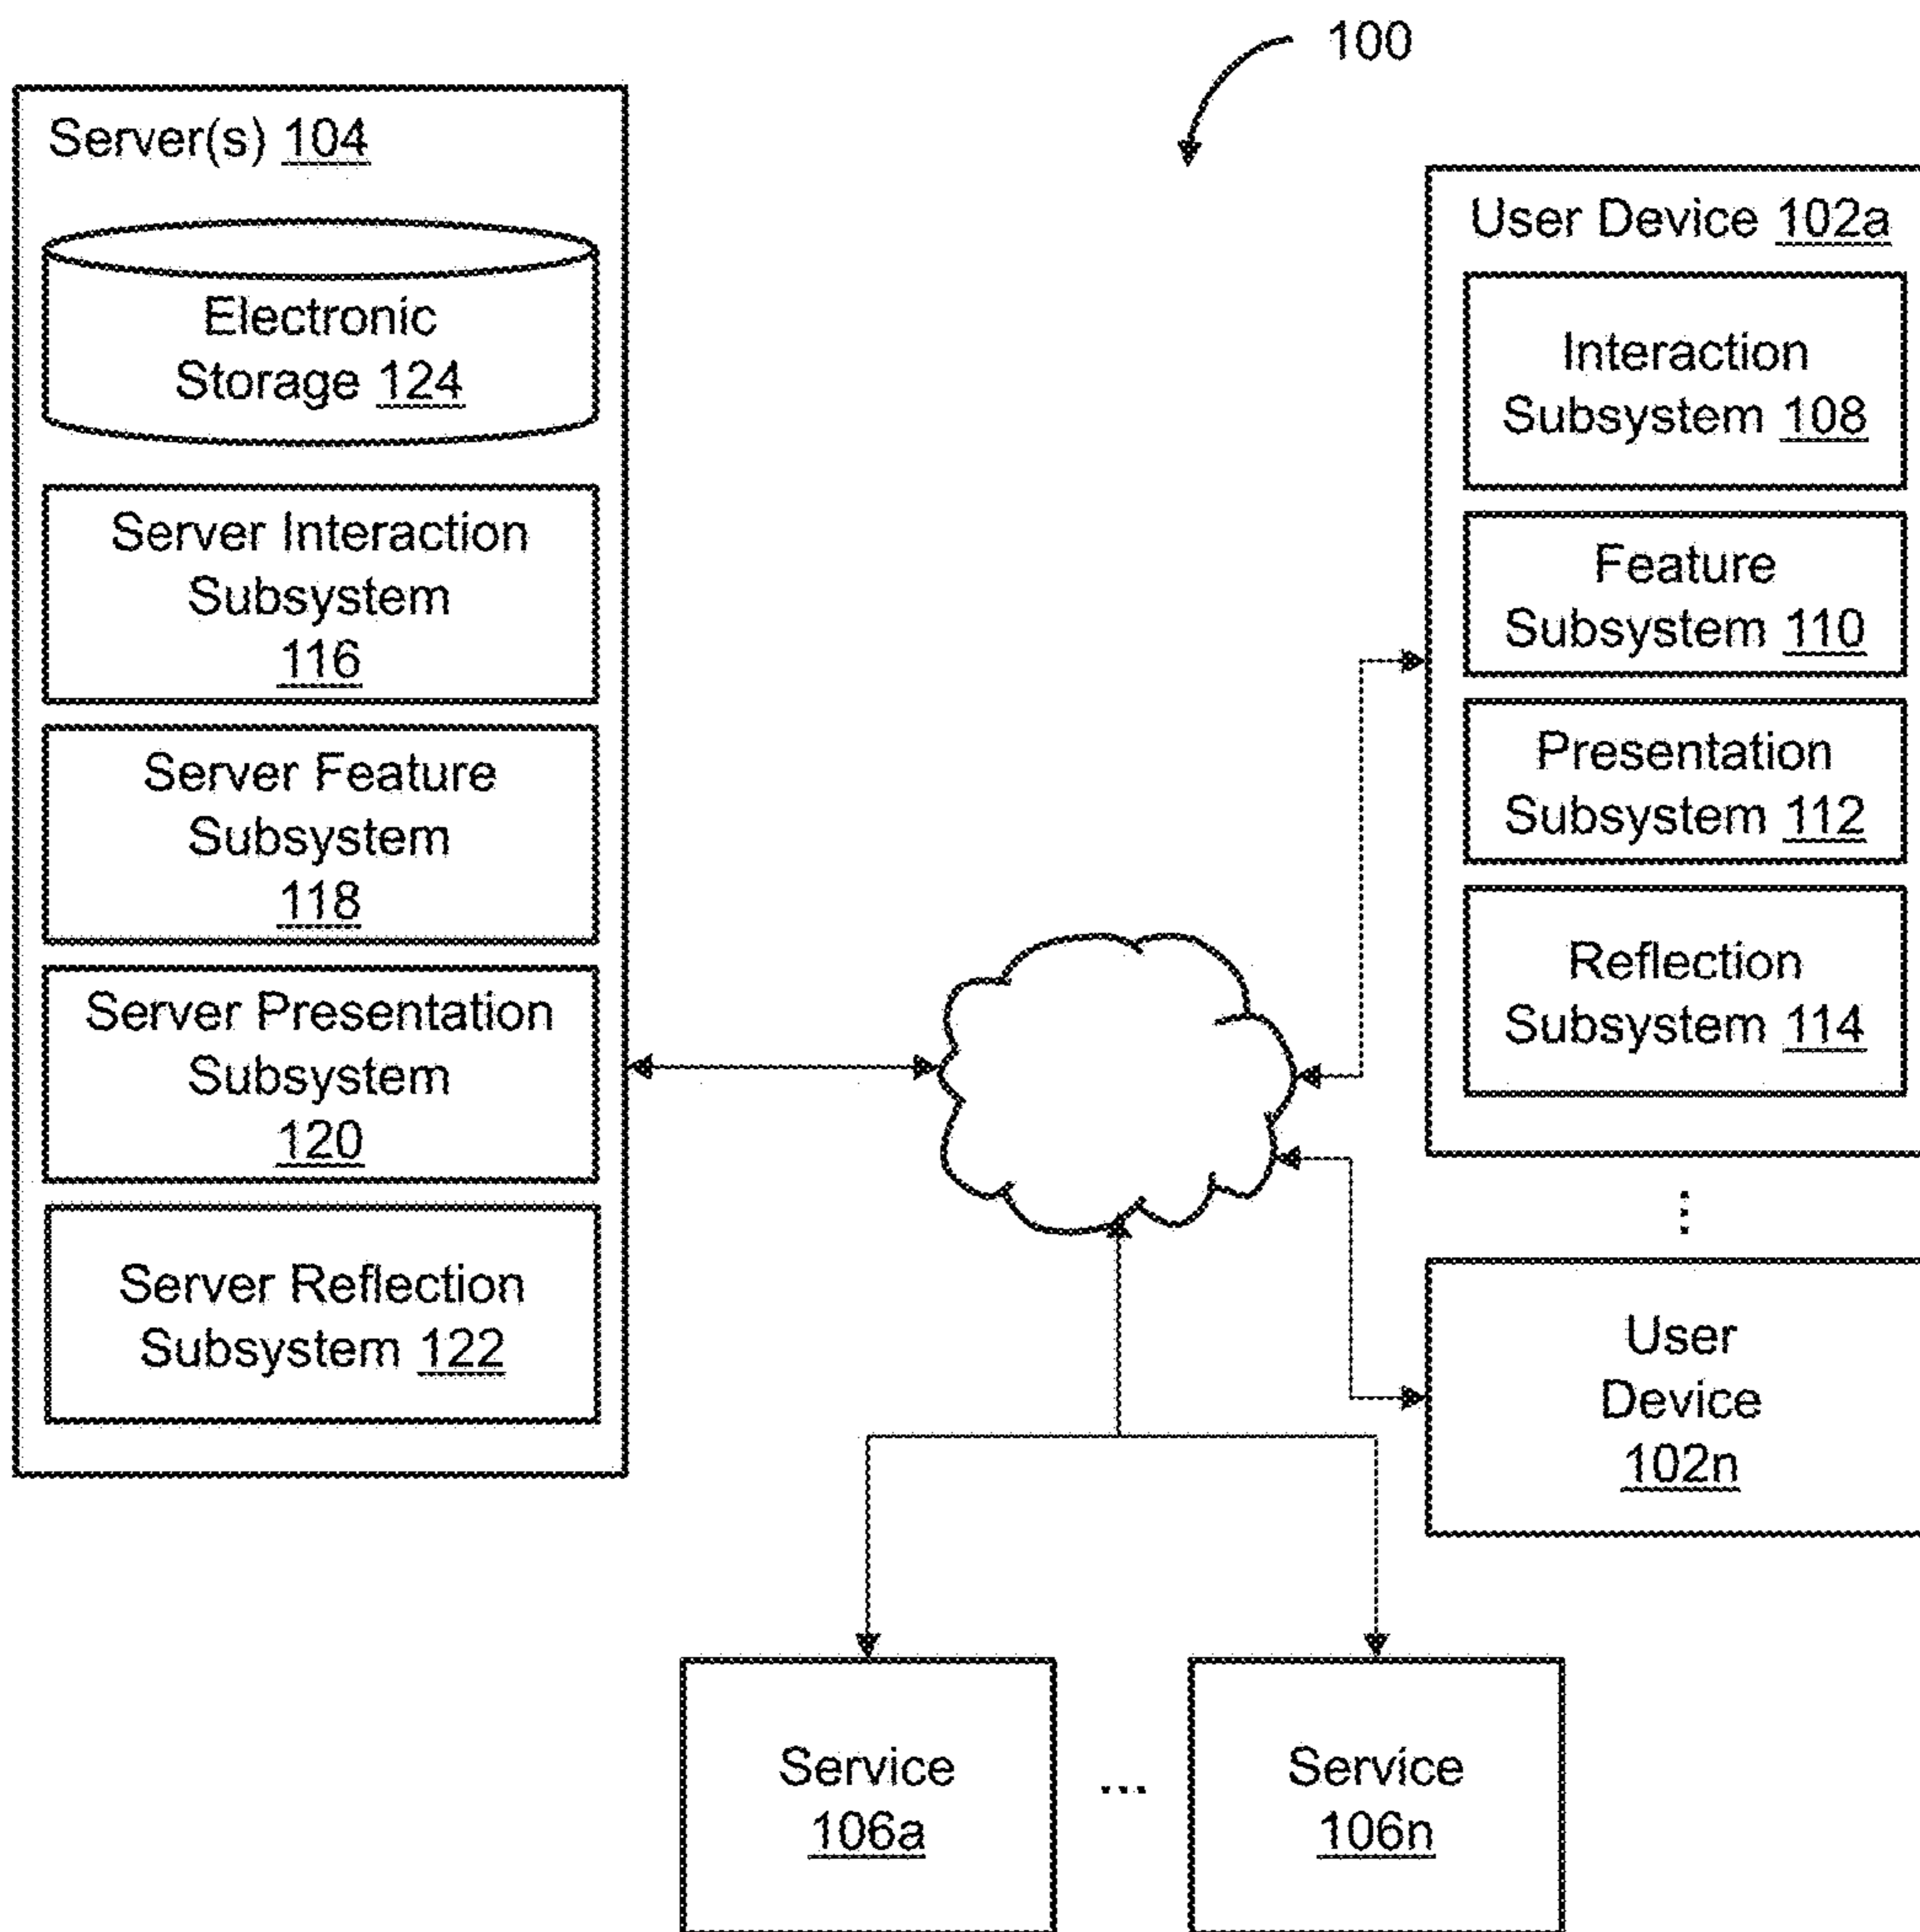 100
Server(s) 104
Electronic
Storage 124
Server Interaction
Subsystem
116
Server Feature
Subsystem
118
Server Presentation
Subsystem
120
Server Reflection
Subsystem 122
User Device 102a
Interaction
Subsystem 108
Feature
Subsystem 110
Presentation
Subsystem 112
Reflection
Subsystem 114
⋮
User
Device
102n
Service
106a
...
Service
106n